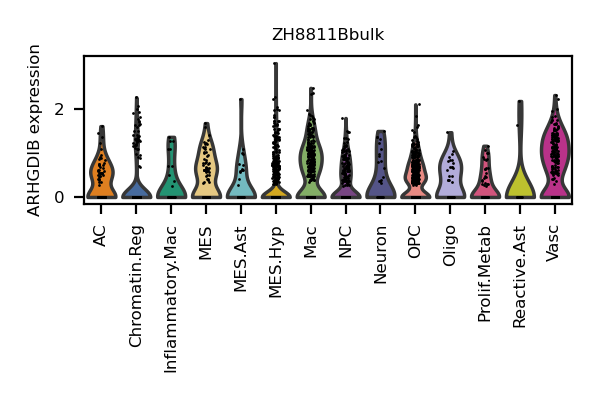 ZH8811Bbulk
ARHGDIB expression
2
0
AC
Chromatin.Reg
Inflammatory.Mac
MES
MES.Ast
MES.Hyp
Mac
NPC
Neuron
OPC
Oligo
Prolif.Metab
Reactive.Ast
Vasc